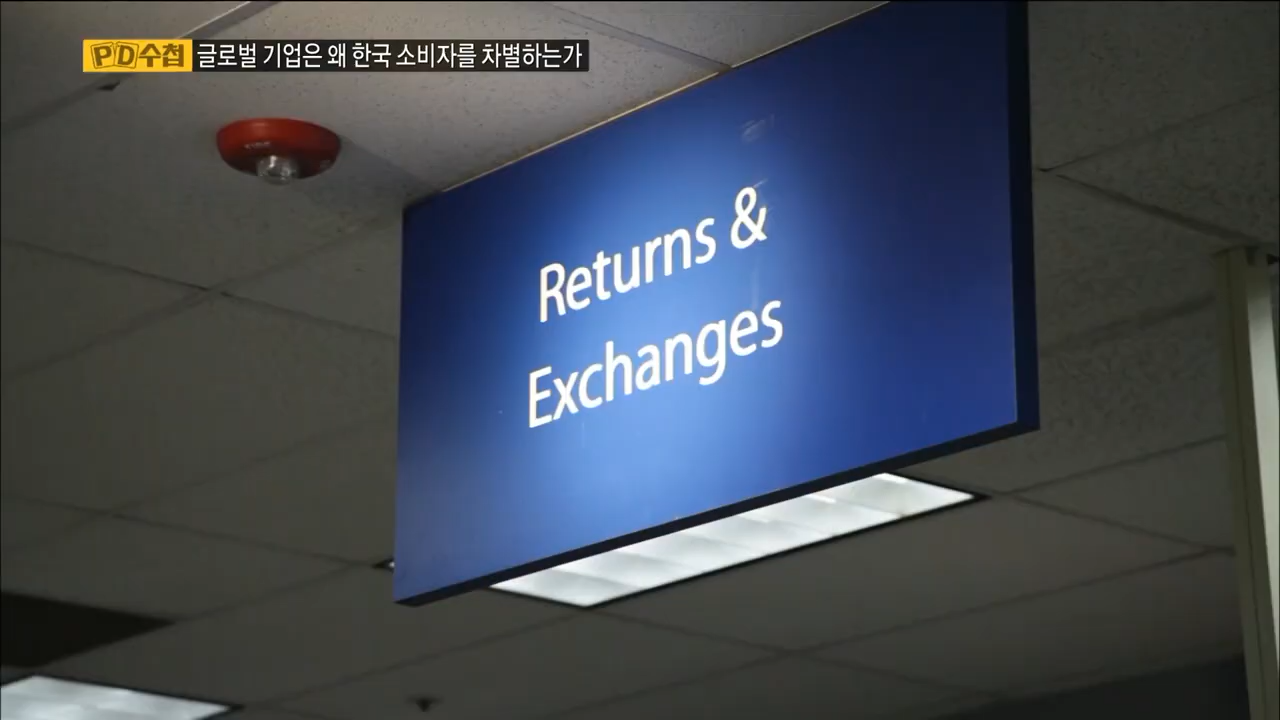 PD수첩 글로벌 기업은 왜 한국 소비자를 차별하는가
Returns &
Exchanges